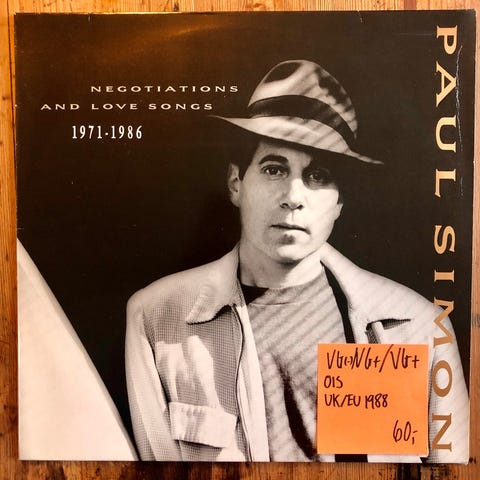 NEGOTIATIONS
AND LOVE SONGS
1971-1986
PAUL SIMON
VG(+)/VG+/VG+
OIS
UK/EU 1988
60,-